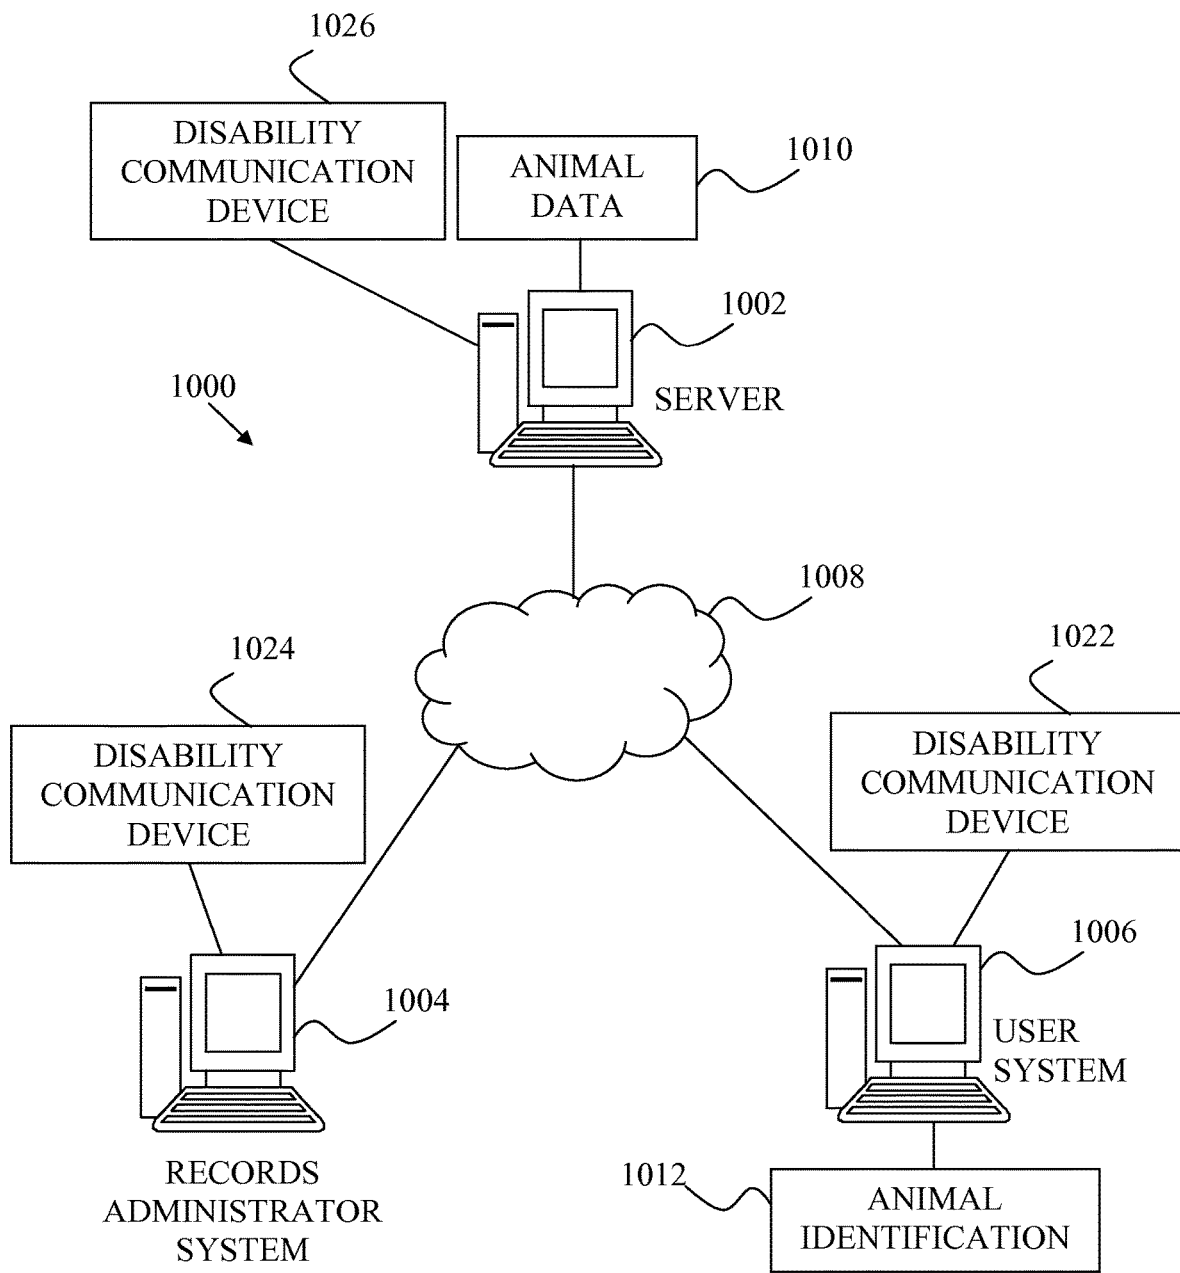 1026
DISABILITY
COMMUNICATION
DEVICE
ANIMAL
DATA
1010
1002
SERVER
1000
1008
1024
DISABILITY
COMMUNICATION
DEVICE
1022
DISABILITY
COMMUNICATION
DEVICE
1004
RECORDS
ADMINISTRATOR
SYSTEM
1006
USER
SYSTEM
1012
ANIMAL
IDENTIFICATION